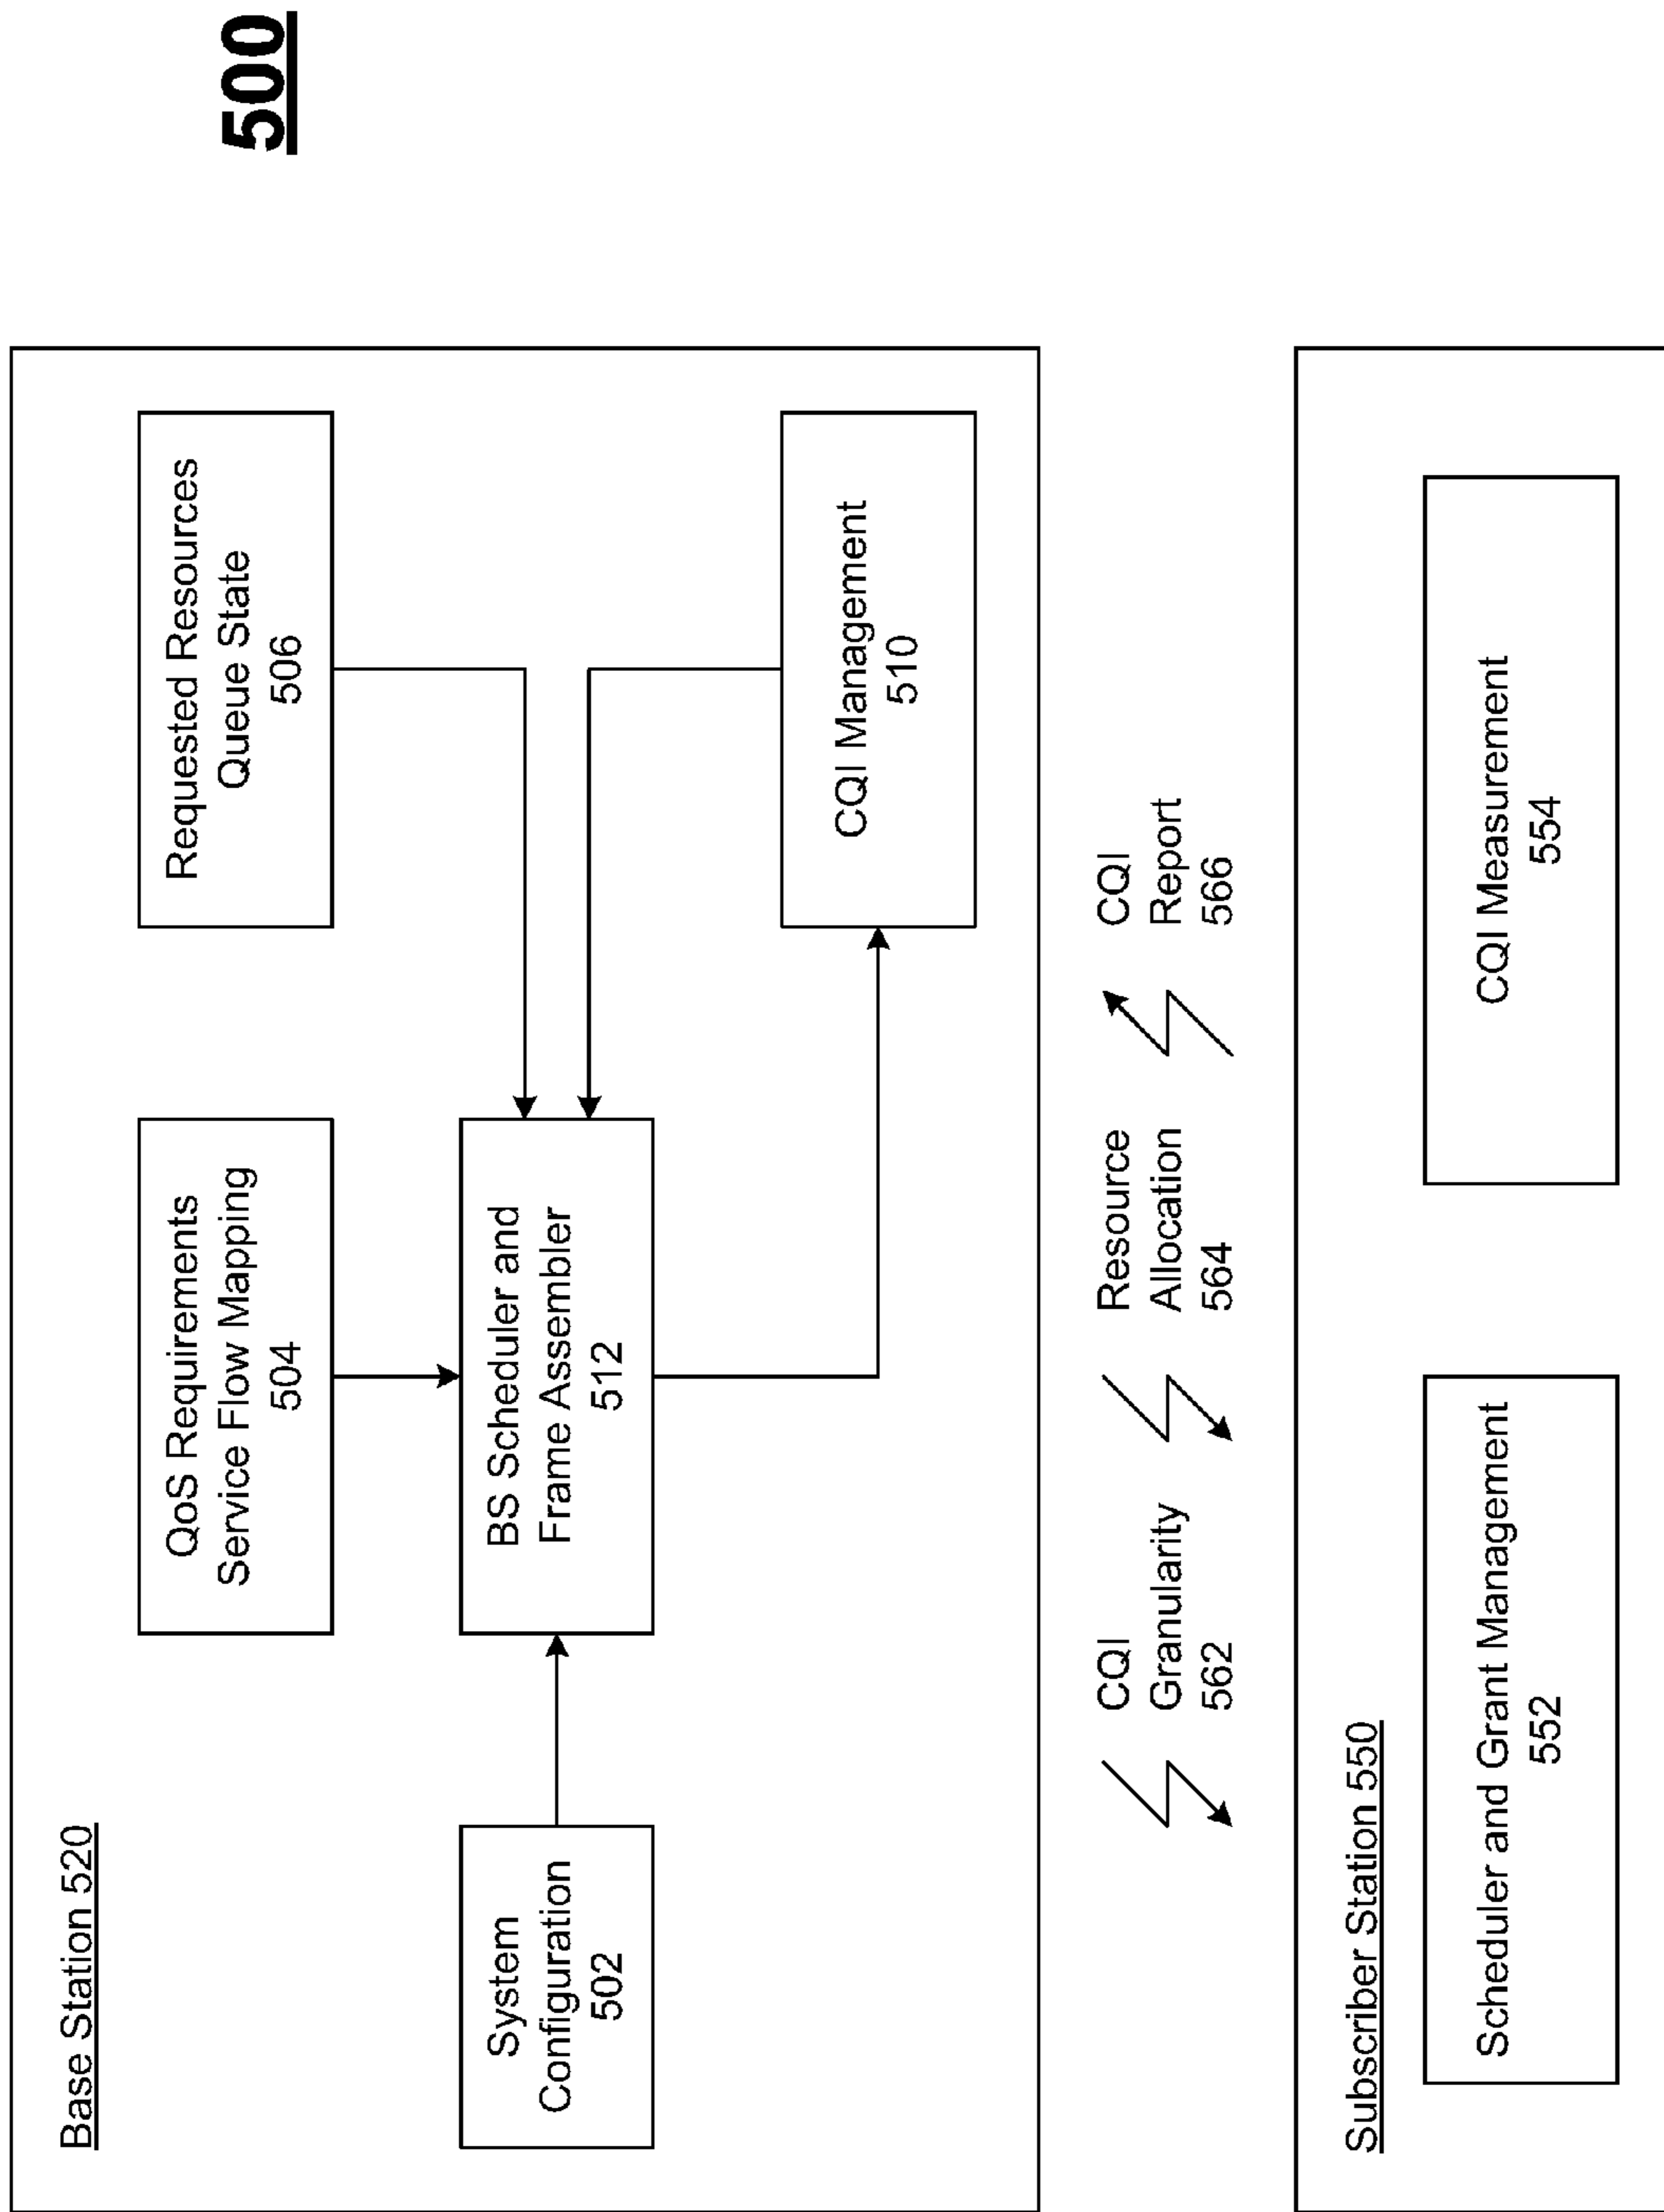 500
Base Station 520
QoS Requirements
Service Flow Mapping
504
Requested Resources
Queue State
506
System
Configuration
502
BS Scheduler and
Frame Assembler
512
CQI Management
510
CQI
Granularity
562
Resource
Allocation
564
CQI
Report
566
Subscriber Station 550
Scheduler and Grant Management
552
CQI Measurement
554